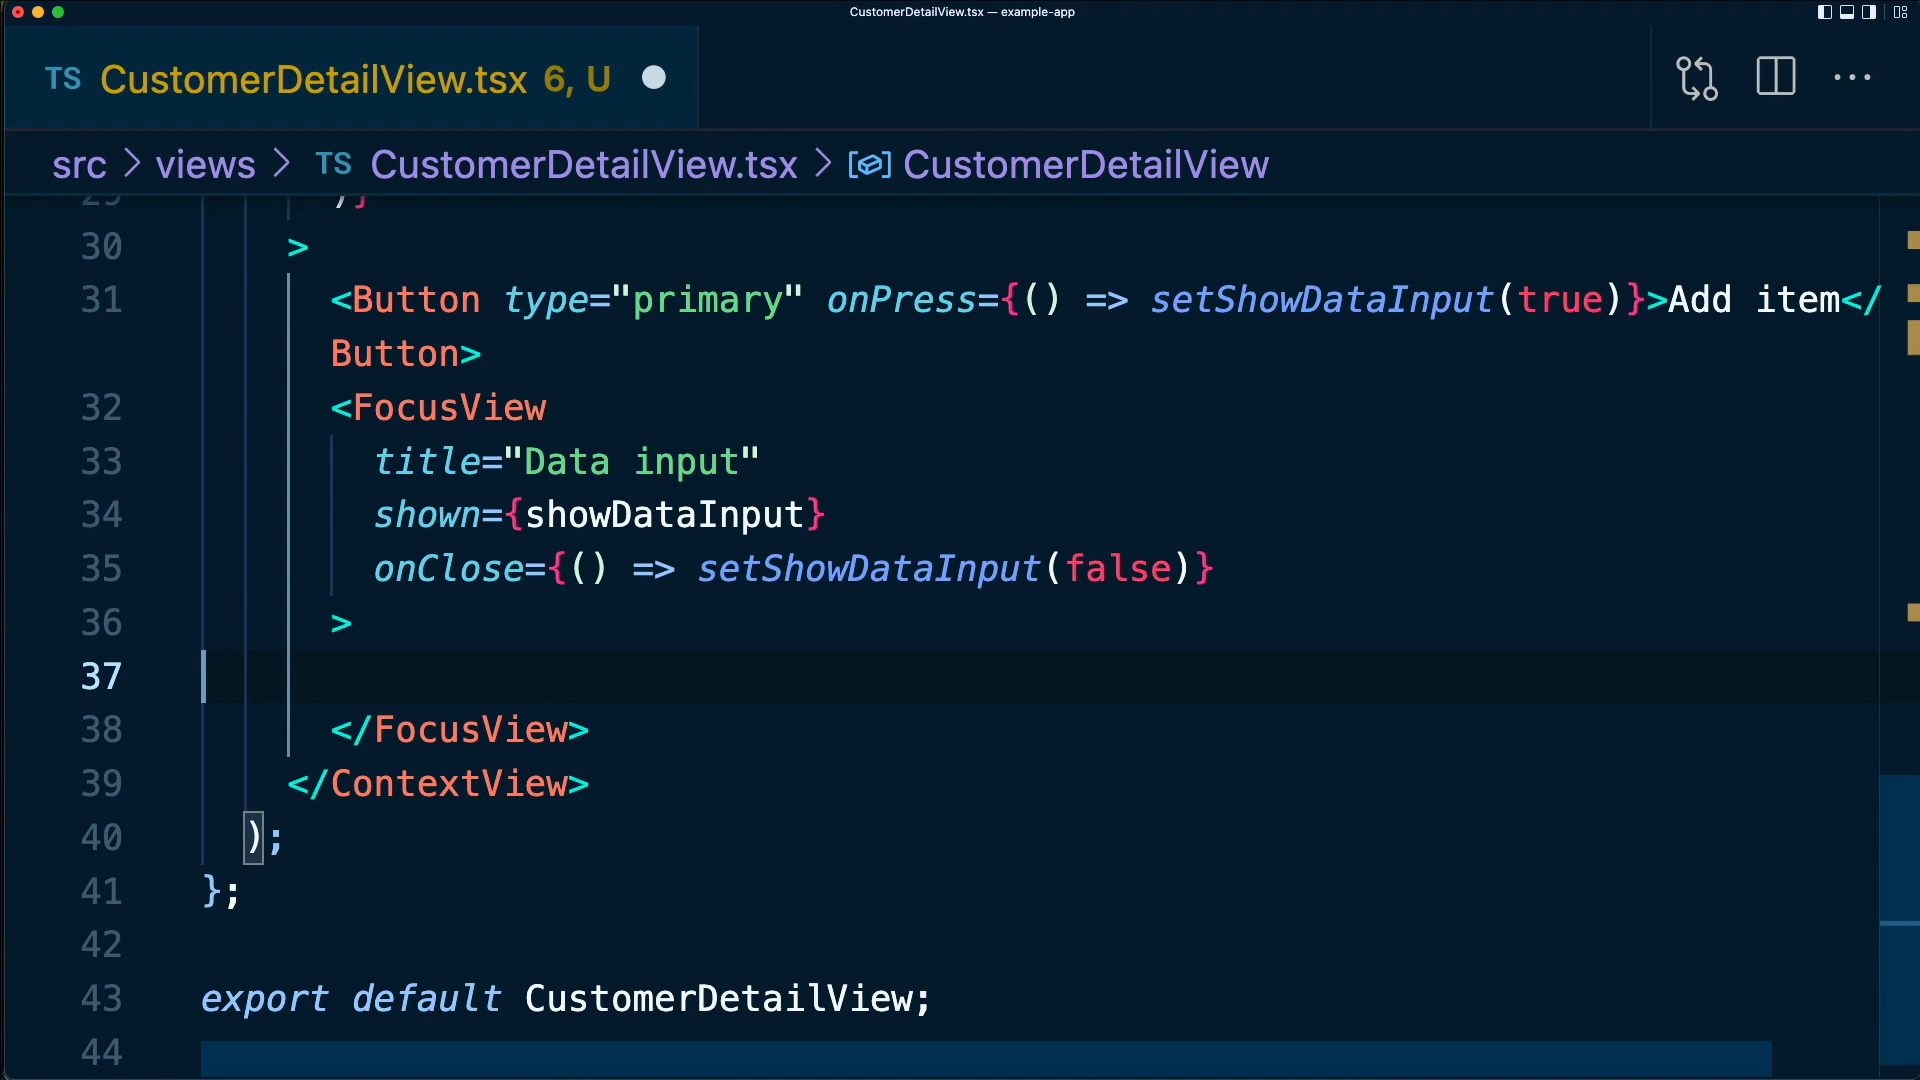 CustomerDetailView.tsx — example-app
TS CustomerDetailView.tsx 6, U
src > views > TS CustomerDetailView.tsx > CustomerDetailView
29 )}
30 >
31 <Button type="primary" onPress={() => setShowDataInput(true)}>Add item</
Button>
32 <FocusView
33 title="Data input"
34 shown={showDataInput}
35 onClose={() => setShowDataInput(false)}
36 >
37
38 </FocusView>
39 </ContextView>
40 );
41 };
42
43 export default CustomerDetailView;
44